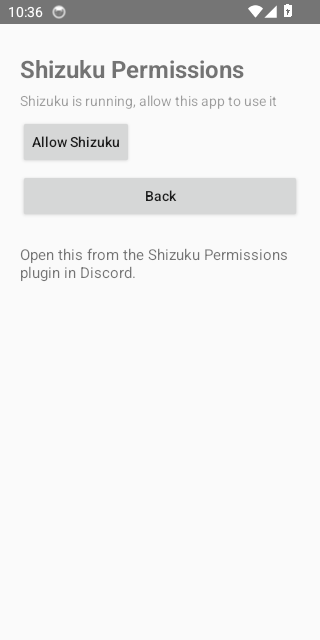 10:36
Shizuku Permissions
Shizuku is running, allow this app to use it
Allow Shizuku
Back
Open this from the Shizuku Permissions
plugin in Discord.